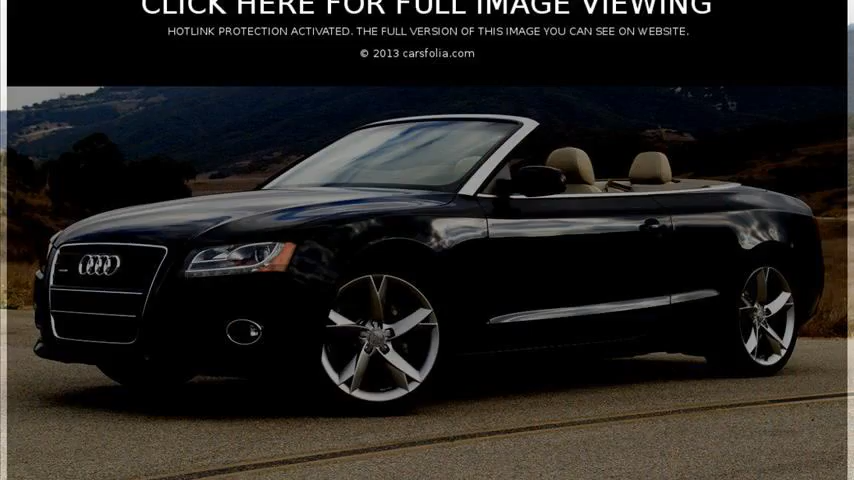 CLICK HERE FOR FULL IMAGE VIEWING
HOTLINK PROTECTION ACTIVATED. THE FULL VERSION OF THIS IMAGE YOU CAN SEE ON WEBSITE.
© 2013 carsfolia.com